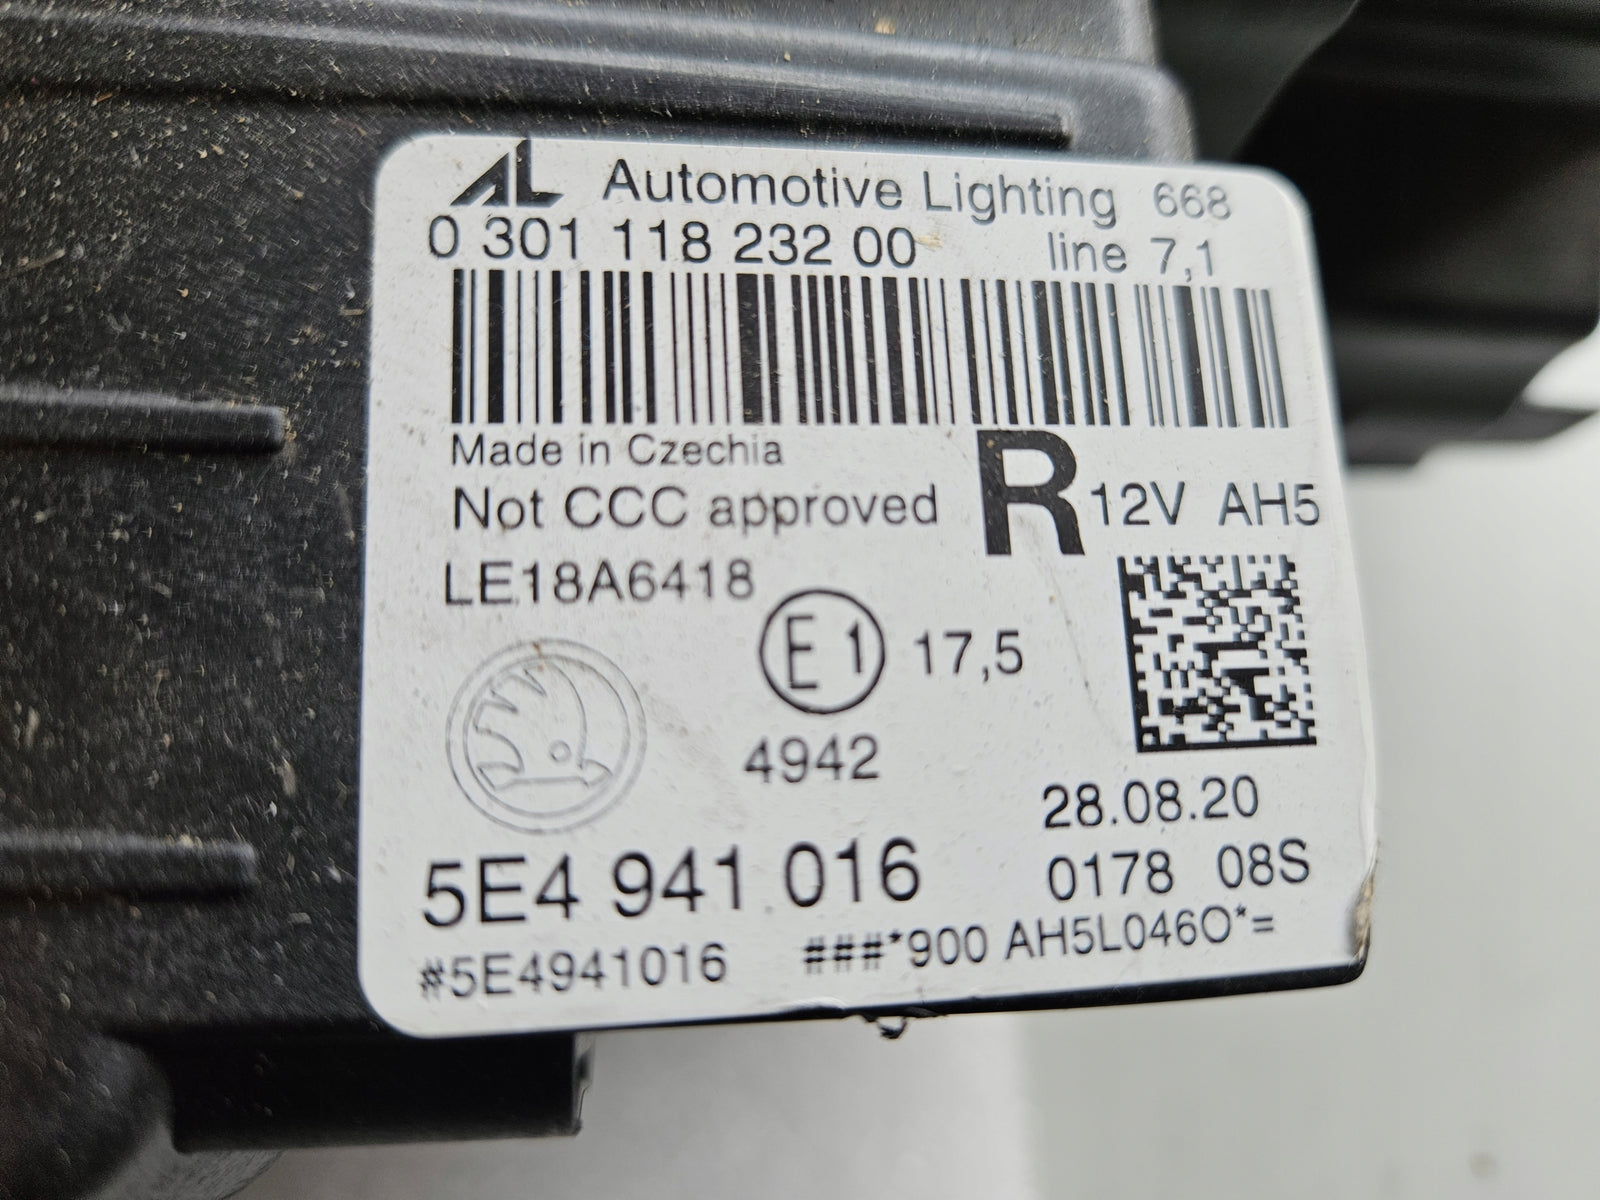 AL Automotive Lighting 668
0 301 118 232 00 line 7,1
Made in Czechia
Not CCC approved R 12V AH5
LE18A6418
E1 17,5
4942
28.08.20
5E4 941 016 0178 08S
#5E4941016 ###*900 AH5L046O*=